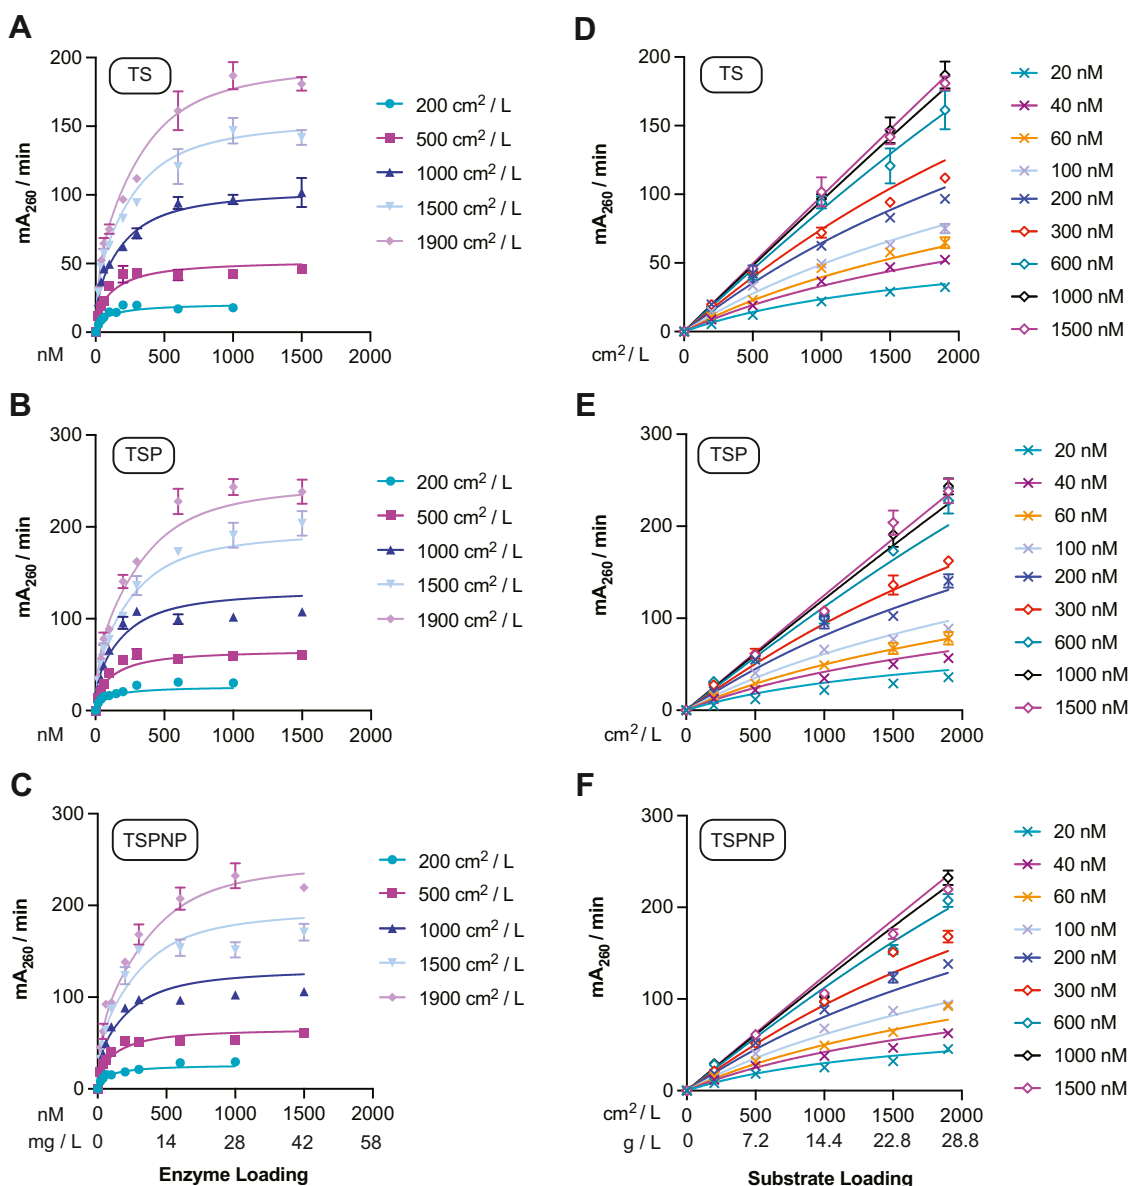 A
200
150
100
50
0
mA260 / min
TS
nM
0
500
1000
1500
2000
200 cm2 / L
500 cm2 / L
1000 cm2 / L
1500 cm2 / L
1900 cm2 / L
D
200
150
100
50
0
mA260 / min
TS
cm2 / L
0
500
1000
1500
2000
20 nM
40 nM
60 nM
100 nM
200 nM
300 nM
600 nM
1000 nM
1500 nM
B
300
200
100
0
mA260 / min
TSP
nM
0
500
1000
1500
2000
200 cm2 / L
500 cm2 / L
1000 cm2 / L
1500 cm2 / L
1900 cm2 / L
E
300
200
100
0
mA260 / min
TSP
cm2 / L
0
500
1000
1500
2000
20 nM
40 nM
60 nM
100 nM
200 nM
300 nM
600 nM
1000 nM
1500 nM
C
300
200
100
0
mA260 / min
TSPNP
nM
0
500
1000
1500
2000
mg / L
0
14
28
42
58
Enzyme Loading
200 cm2 / L
500 cm2 / L
1000 cm2 / L
1500 cm2 / L
1900 cm2 / L
F
300
200
100
0
mA260 / min
TSPNP
cm2 / L
0
500
1000
1500
2000
g / L
0
7.2
14.4
22.8
28.8
Substrate Loading
20 nM
40 nM
60 nM
100 nM
200 nM
300 nM
600 nM
1000 nM
1500 nM